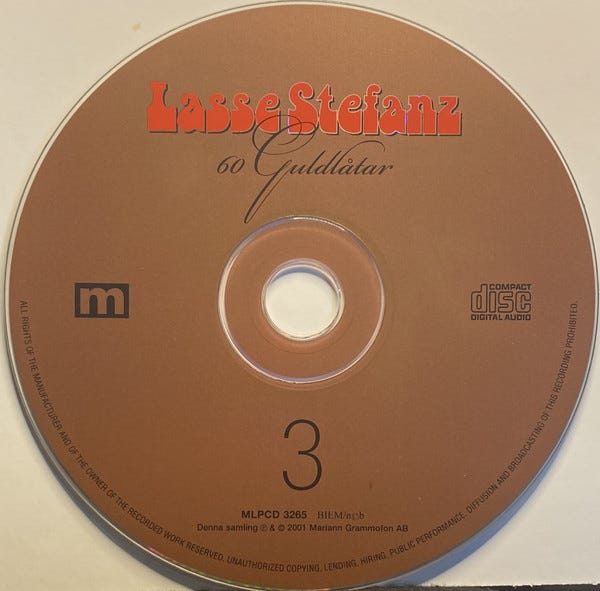 Lasse Stefanz
60 Guldlåtar
m
COMPACT
disc
DIGITAL AUDIO
3
MLPCD 3265 BIEM/n©b
Denna samling ℗ & © 2001 Mariann Grammofon AB
ALL RIGHTS OF THE MANUFACTURER AND OF THE OWNER OF THE RECORDED WORK RESERVED. UNAUTHORIZED COPYING, LENDING, HIRING, PUBLIC PERFORMANCE, DIFFUSION AND BROADCASTING OF THIS RECORDING PROHIBITED.